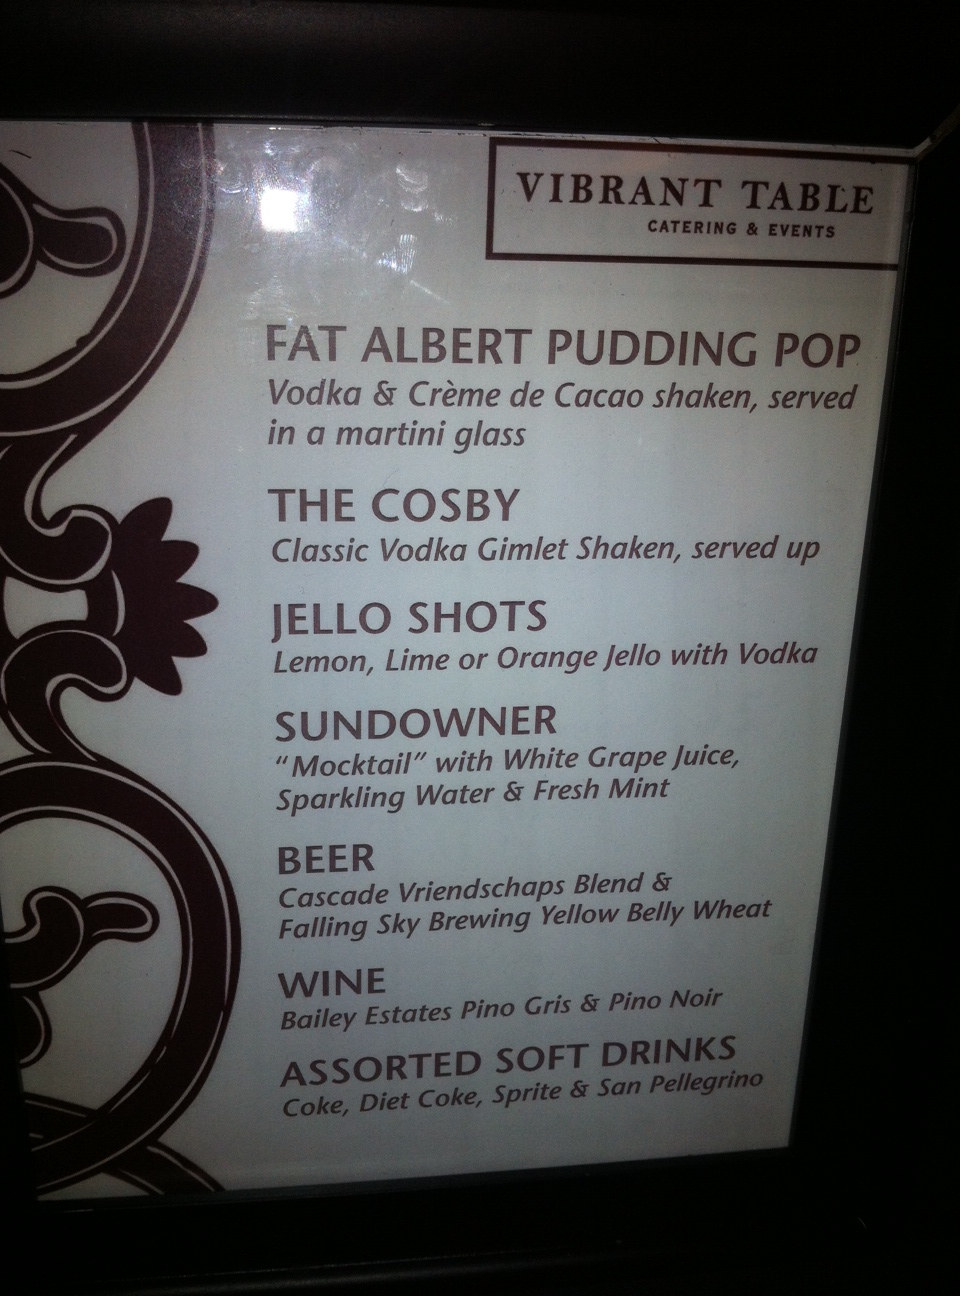 VIBRANT TABLE
CATERING & EVENTS
FAT ALBERT PUDDING POP
Vodka & Crème de Cacao shaken, served
in a martini glass
THE COSBY
Classic Vodka Gimlet Shaken, served up
JELLO SHOTS
Lemon, Lime or Orange Jello with Vodka
SUNDOWNER
"Mocktail" with White Grape Juice,
Sparkling Water & Fresh Mint
BEER
Cascade Vriendschaps Blend &
Falling Sky Brewing Yellow Belly Wheat
WINE
Bailey Estates Pino Gris & Pino Noir
ASSORTED SOFT DRINKS
Coke, Diet Coke, Sprite & San Pellegrino